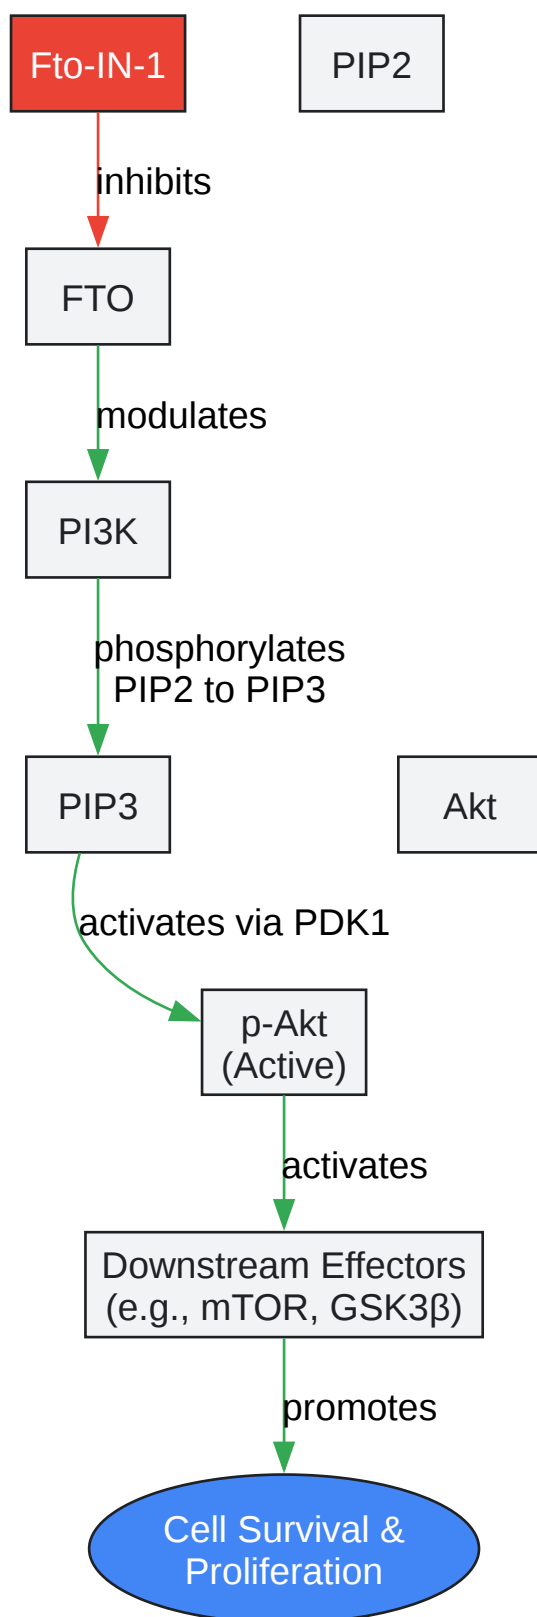 Fto-IN-1
PIP2
inhibits
FTO
modulates
PI3K
phosphorylates
PIP2 to PIP3
PIP3
Akt
activates via PDK1
p-Akt
(Active)
activates
Downstream Effectors
(e.g., mTOR, GSK3β)
promotes
Cell Survival &
Proliferation